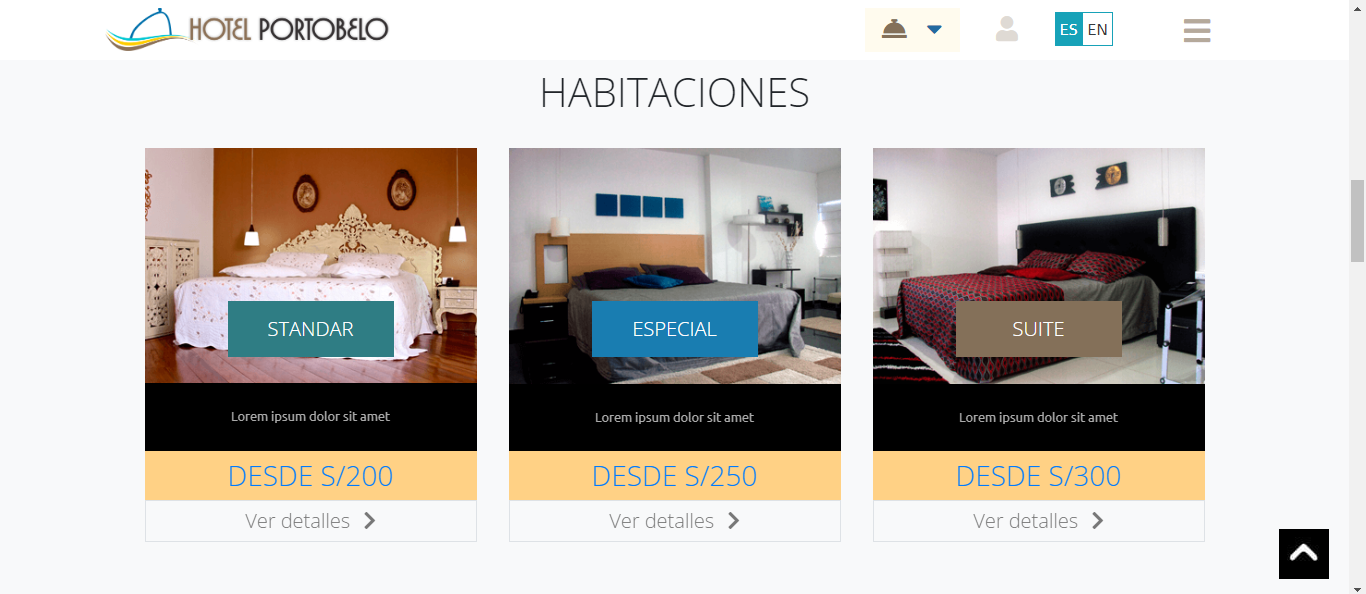 HOTEL PORTOBELO
ES EN
HABITACIONES
STANDAR
Lorem ipsum dolor sit amet
DESDE S/200
Ver detalles
ESPECIAL
Lorem ipsum dolor sit amet
DESDE S/250
Ver detalles
SUITE
Lorem ipsum dolor sit amet
DESDE S/300
Ver detalles